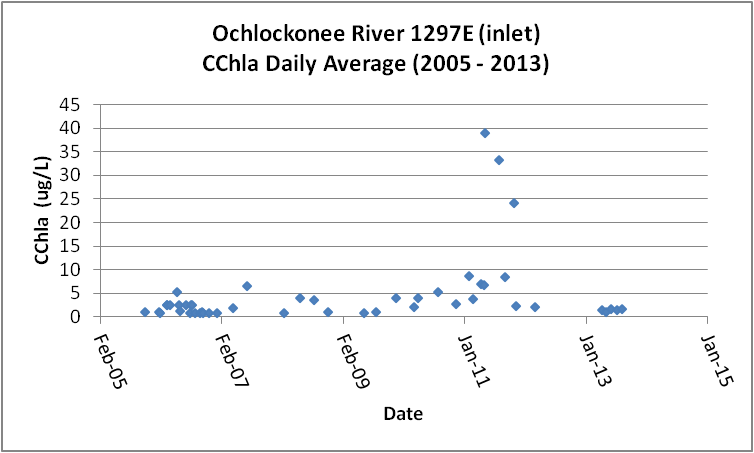 Ochlockonee River 1297E (inlet)
CChla Daily Average (2005 - 2013)
CChla (ug/L)
45
40
35
30
25
20
15
10
5
0
Feb-05
Feb-07
Feb-09
Jan-11
Jan-13
Jan-15
Date